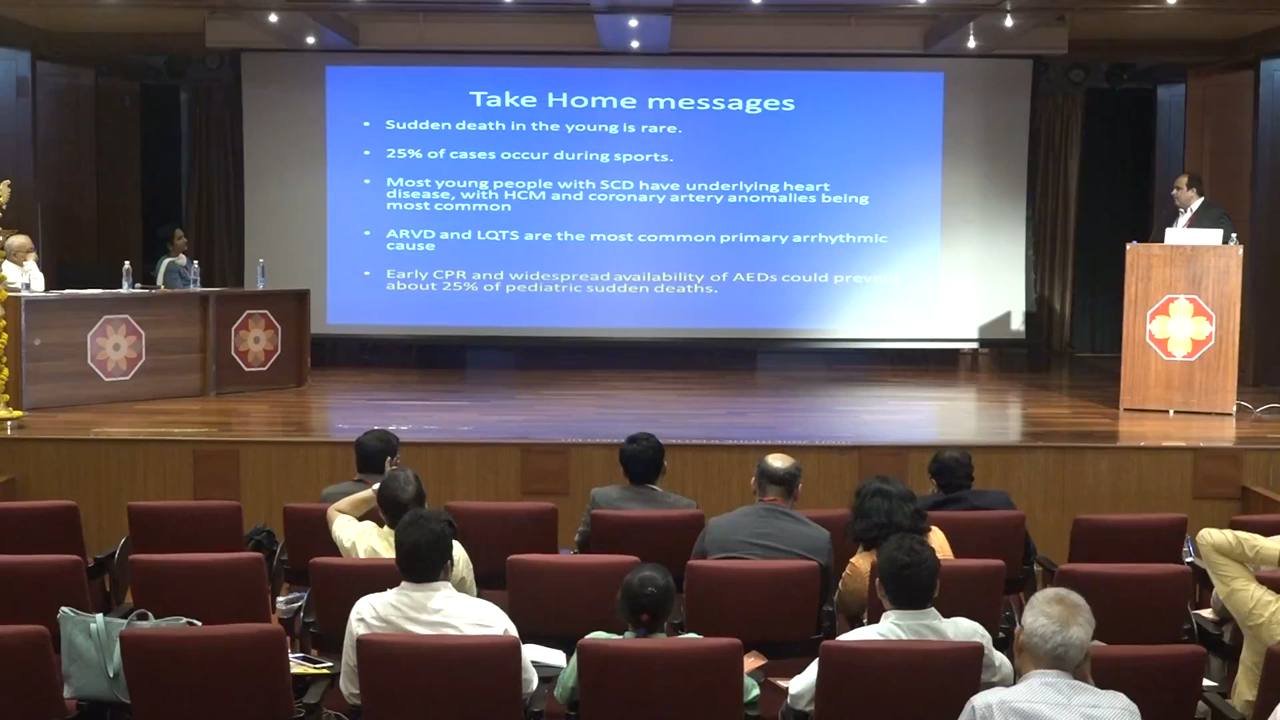 Take Home messages
• Sudden death in the young is rare.
• 25% of cases occur during sports.
• Most young people with SCD have underlying heart
disease, with HCM and coronary artery anomalies being
most common
• ARVD and LQTS are the most common primary arrhythmic
cause
• Early CPR and widespread availability of AEDs could
about 25% of pediatric sudden deaths.